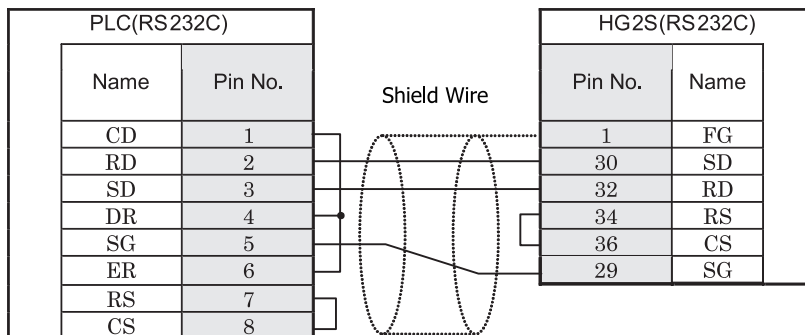 PLC(RS232C) HG2S(RS232C)
Name Pin No. Shield Wire Pin No. Name
CD 1 1 FG
RD 2 30 SD
SD 3 32 RD
DR 4 34 RS
SG 5 36 CS
ER 6 29 SG
RS 7
CS 8